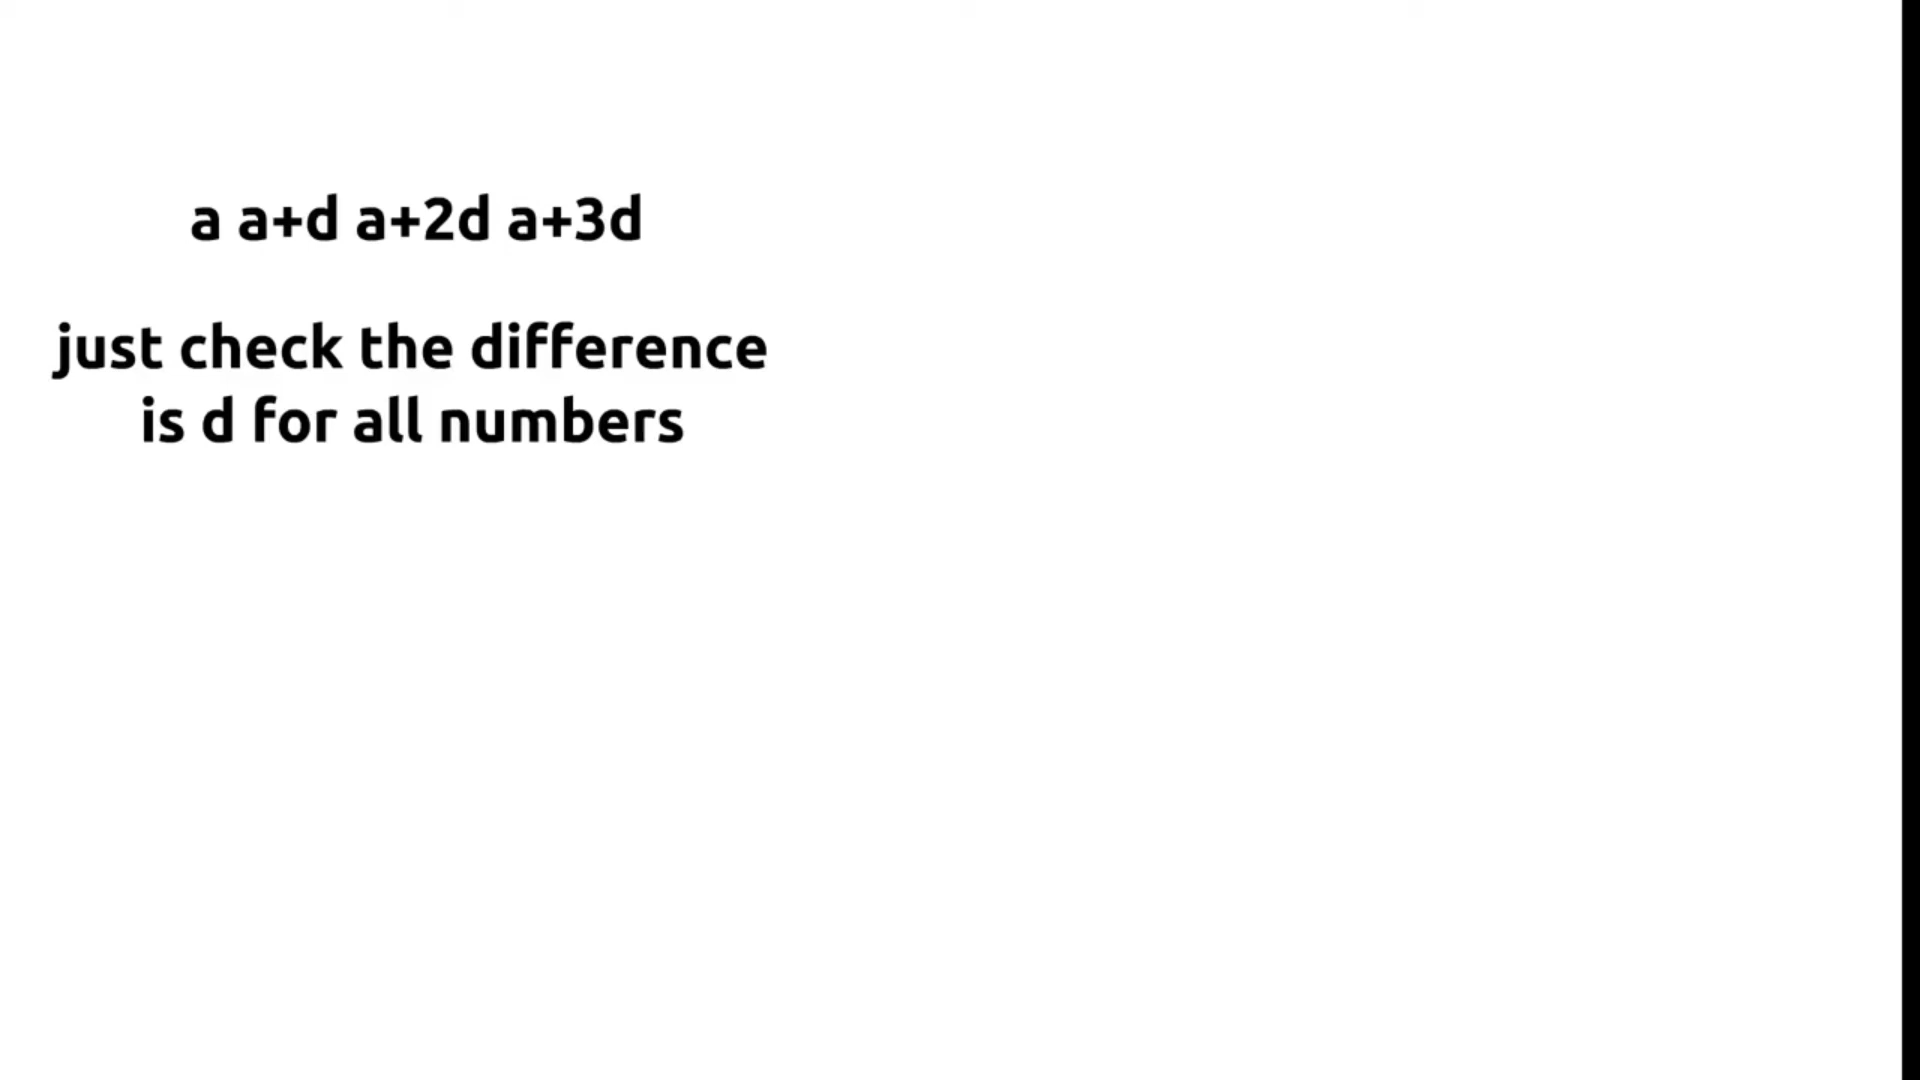 a a+d a+2d a+3d
just check the difference
is d for all numbers